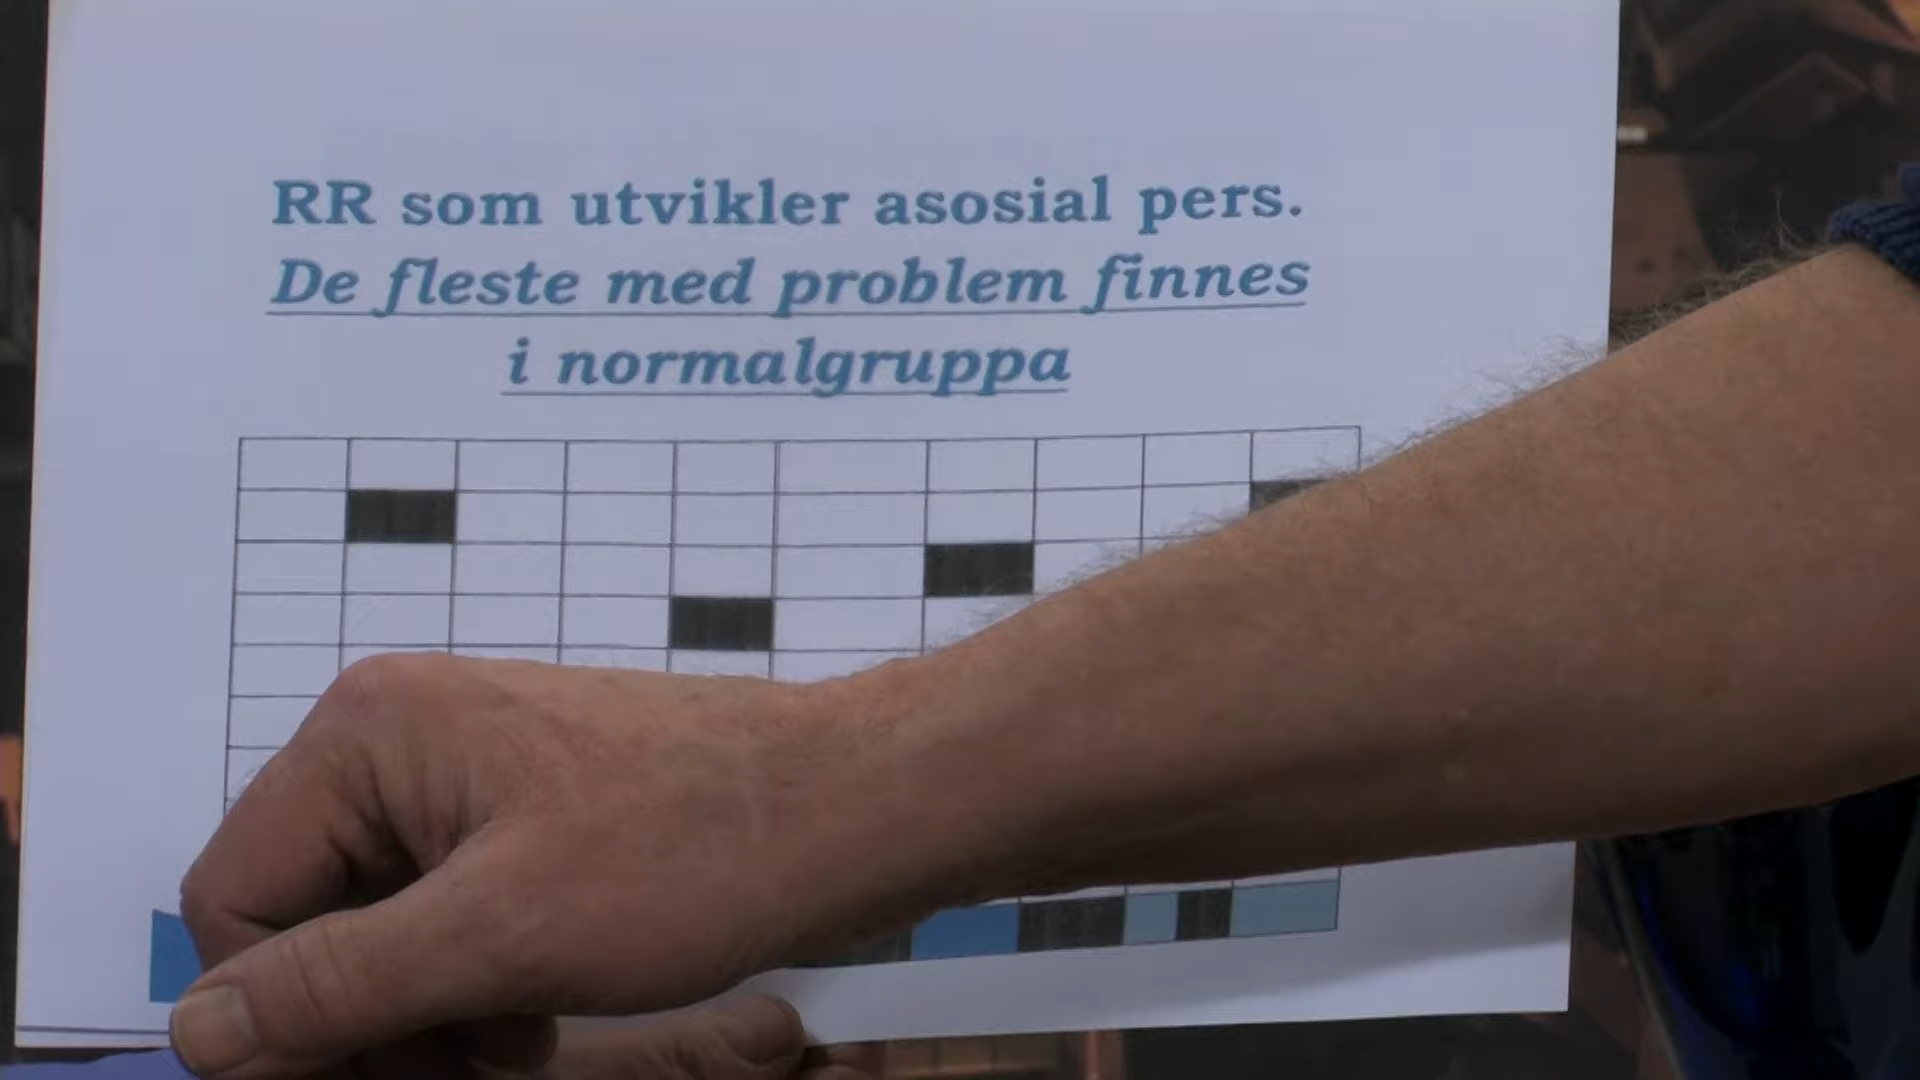 RR som utvikler asosial pers.
De fleste med problem finnes
i normalgruppa